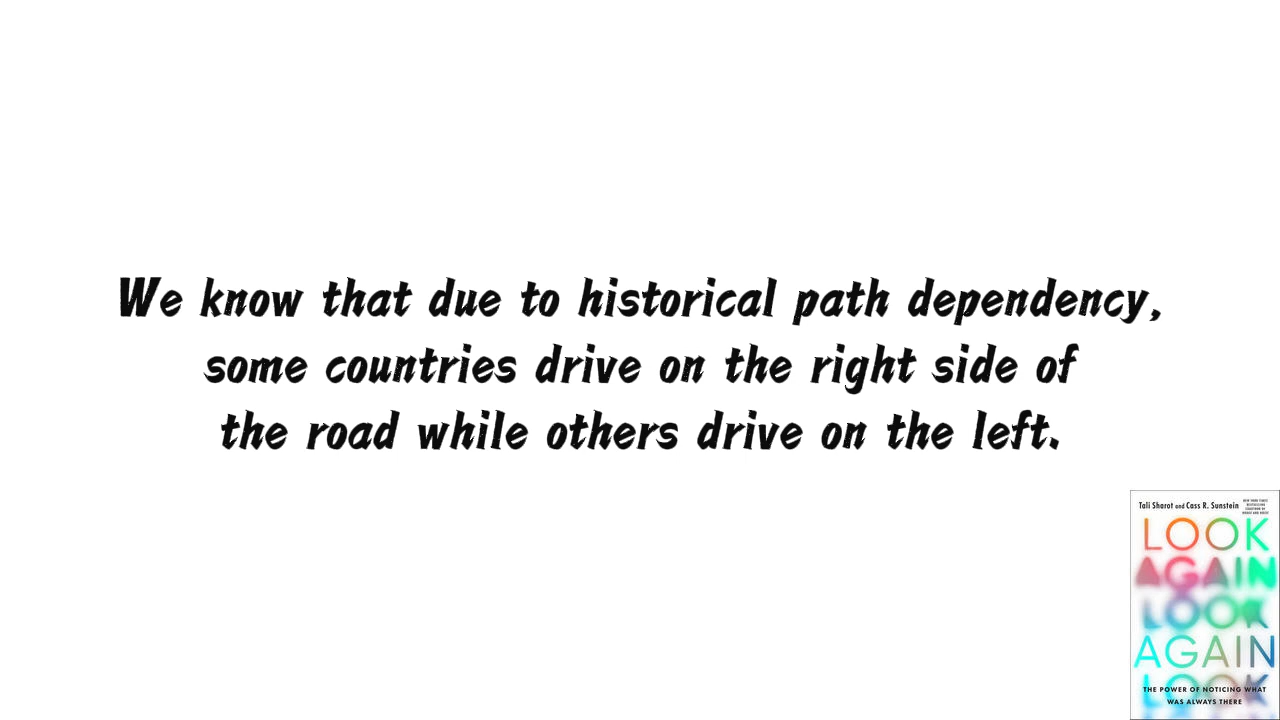 We know that due to historical path dependency,
some countries drive on the right side of
the road while others drive on the left.
Tali Sharot and Cass R. Sunstein
LOOK
AGAIN
LOOK
AGAIN
LOOK
THE POWER OF NOTICING WHAT
WAS ALWAYS THERE